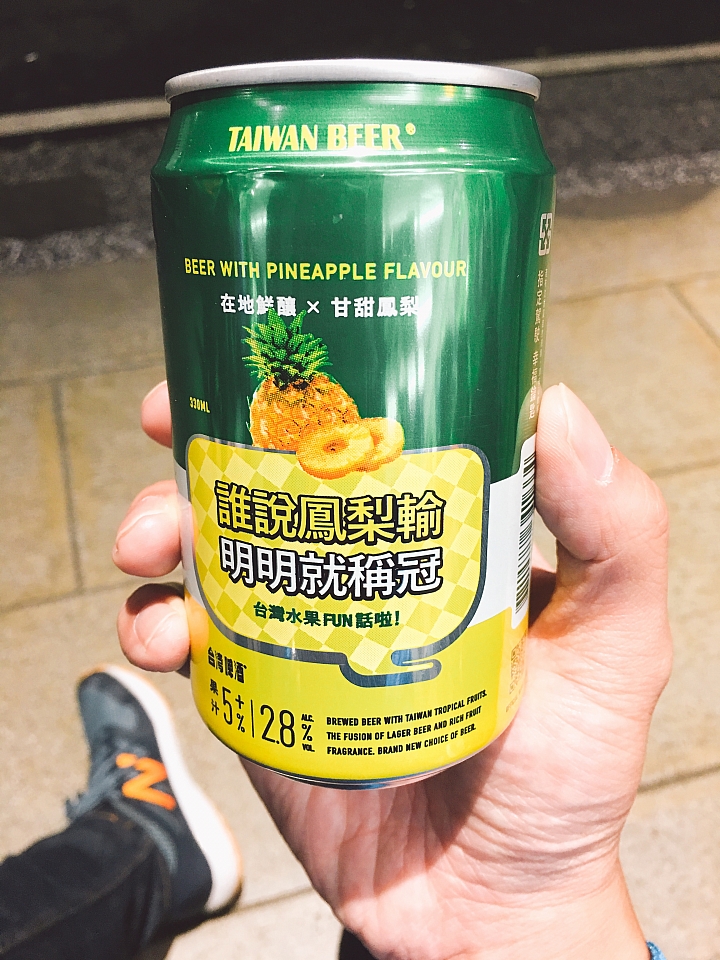 TAIWAN BEER®
BEER WITH PINEAPPLE FLAVOUR
在地鮮釀 × 甘甜鳳梨
330ML
誰說鳳梨輸
明明就稱冠
台灣水果FUN話啦!
台灣啤酒
果汁5+% | 2.8 ALC. % VOL.
BREWED BEER WITH TAIWAN TROPICAL FRUITS.
THE FUSION OF LAGER BEER AND RICH FRUIT
FRAGRANCE. BRAND NEW CHOICE OF BEER.
N